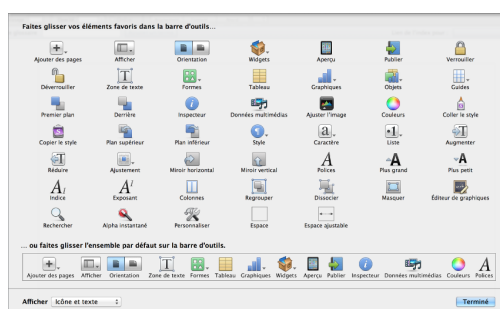 Faites glisser vos éléments favoris dans la barre d'outils...
Ajouter des pages Afficher Orientation Widgets Aperçu Publier Verrouiller
Déverrouiller Zone de texte Formes Tableau Graphiques Objets Guides
Premier plan Derrière Inspecteur Données multimédias Ajuster l'image Couleurs Coller le style
Copier le style Plan supérieur Plan inférieur Style Caractère Liste Augmenter
Réduire Ajustement Miroir horizontal Miroir vertical Polices Plus grand Plus petit
Indice Exposant Colonnes Regrouper Dissocier Masquer Éditeur de graphiques
Rechercher Alpha instantané Personnaliser Espace Espace ajustable
... ou faites glisser l'ensemble par défaut sur la barre d'outils.
Ajouter des pages Afficher Orientation Zone de texte Formes Tableau Graphiques Widgets Aperçu Publier Inspecteur Données multimédias Couleurs Polices
Afficher Icône et texte Terminé